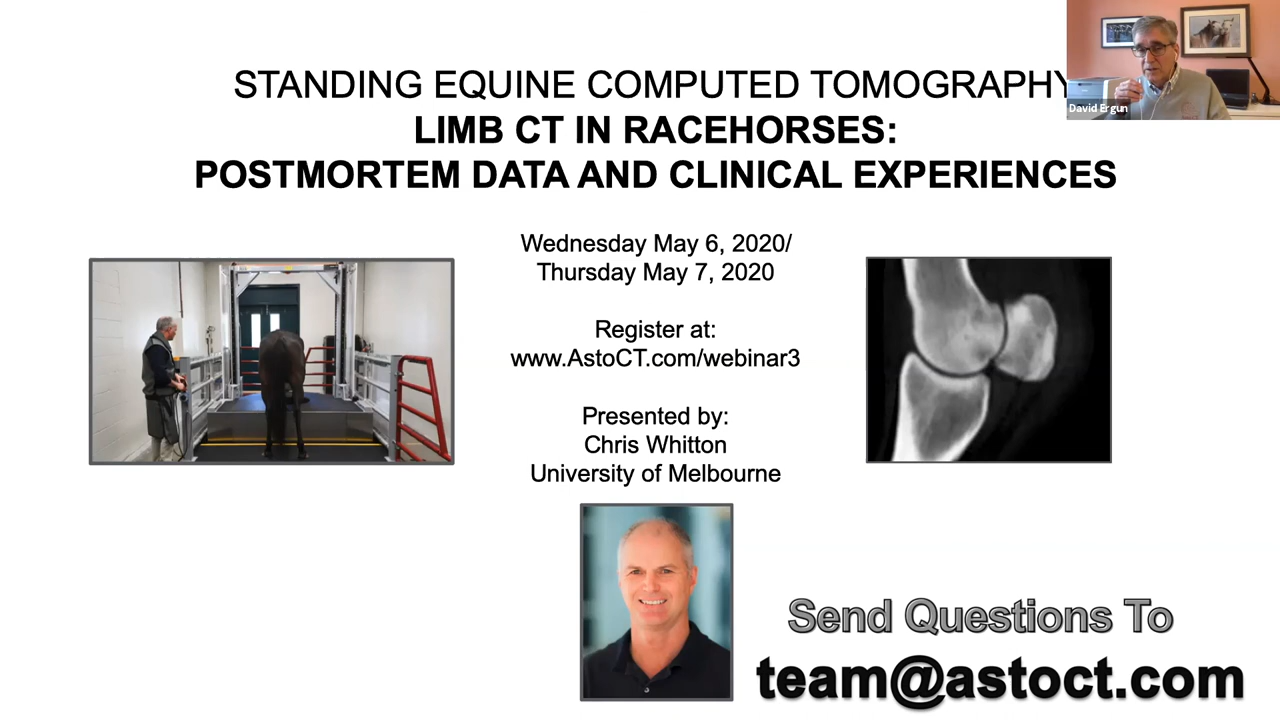 STANDING EQUINE COMPUTED TOMOGRAPHY
LIMB CT IN RACEHORSES:
POSTMORTEM DATA AND CLINICAL EXPERIENCES
David Ergun
Wednesday May 6, 2020/
Thursday May 7, 2020
Register at:
www.AstoCT.com/webinar3
Presented by:
Chris Whitton
University of Melbourne
Send Questions To
team@astoct.com